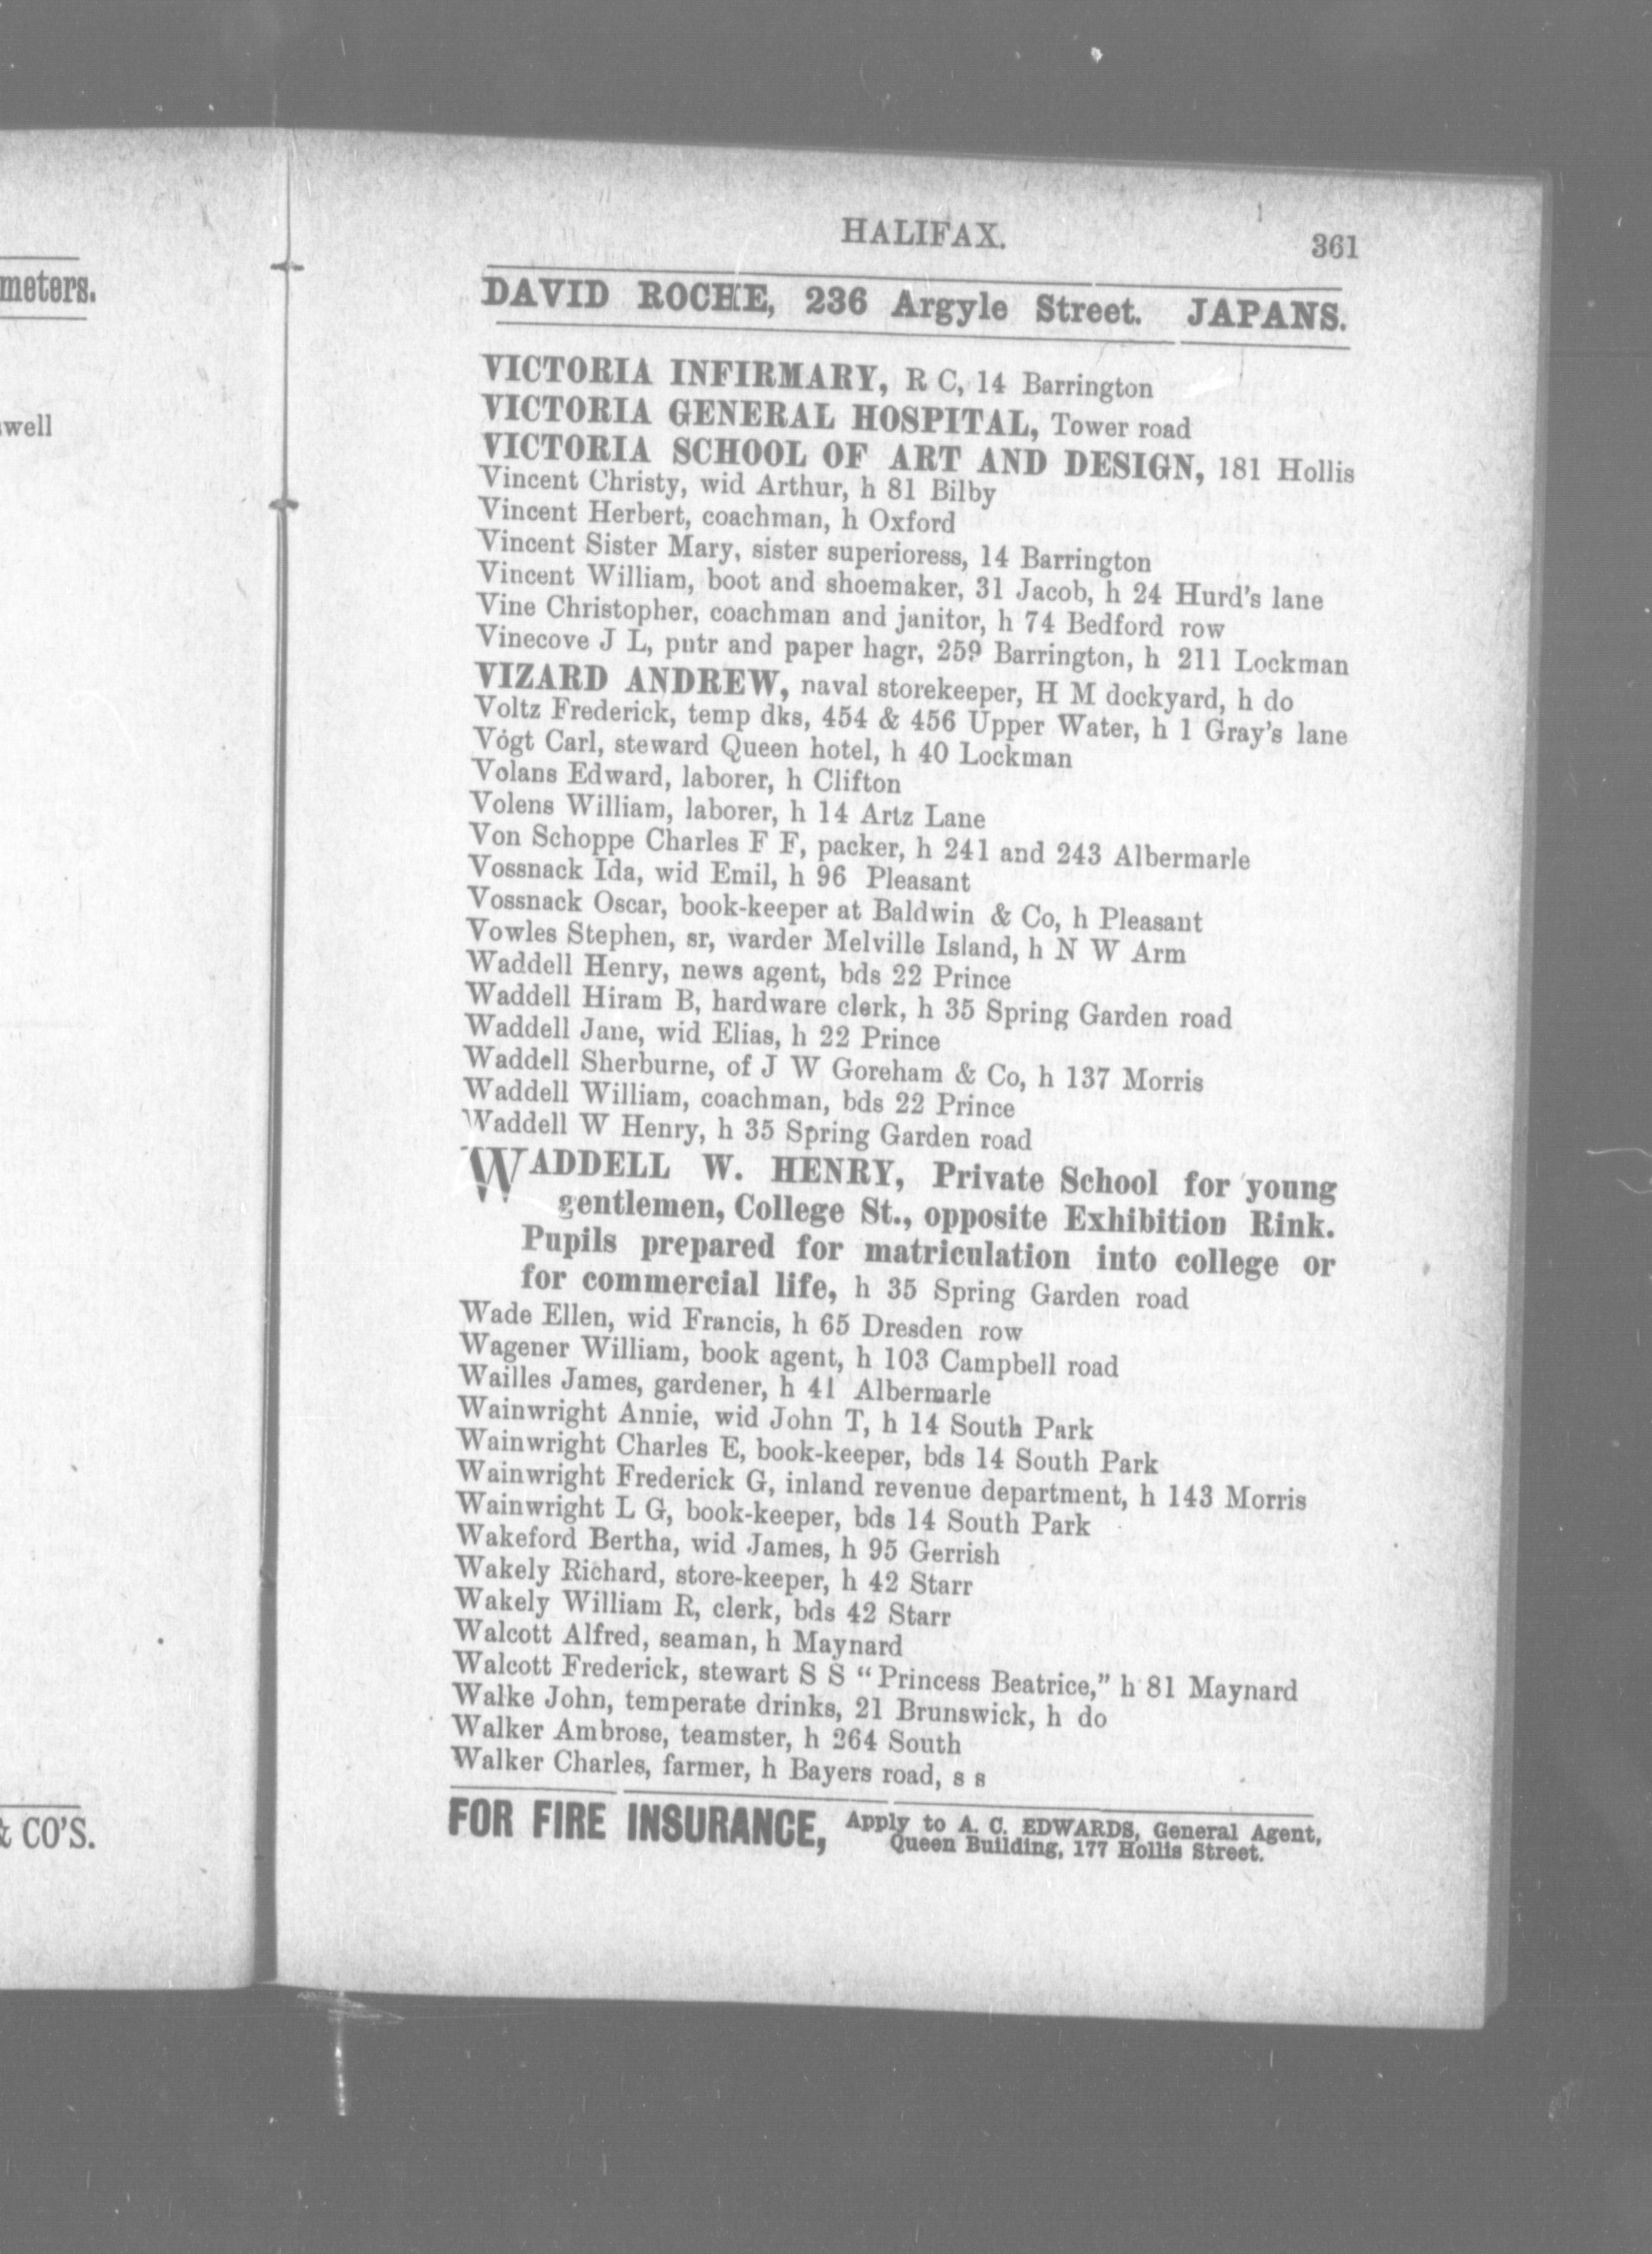 meters.
well
& CO'S.
HALIFAX. 361
DAVID ROCHE, 236 Argyle Street. JAPANS.
VICTORIA INFIRMARY, R C, 14 Barrington
VICTORIA GENERAL HOSPITAL, Tower road
VICTORIA SCHOOL OF ART AND DESIGN, 181 Hollis
Vincent Christy, wid Arthur, h 81 Bilby
Vincent Herbert, coachman, h Oxford
Vincent Sister Mary, sister superioress, 14 Barrington
Vincent William, boot and shoemaker, 31 Jacob, h 24 Hurd's lane
Vine Christopher, coachman and janitor, h 74 Bedford row
Vinecove J L, pntr and paper hagr, 259 Barrington, h 211 Lockman
VIZARD ANDREW, naval storekeeper, H M dockyard, h do
Voltz Frederick, temp dks, 454 & 456 Upper Water, h 1 Gray's lane
Vogt Carl, steward Queen hotel, h 40 Lockman
Volans Edward, laborer, h Clifton
Volens William, laborer, h 14 Artz Lane
Von Schoppe Charles F F, packer, h 241 and 243 Albermarle
Vossnack Ida, wid Emil, h 96 Pleasant
Vossnack Oscar, book-keeper at Baldwin & Co, h Pleasant
Vowles Stephen, sr, warder Melville Island, h N W Arm
Waddell Henry, news agent, bds 22 Prince
Waddell Hiram B, hardware clerk, h 35 Spring Garden road
Waddell Jane, wid Elias, h 22 Prince
Waddell Sherburne, of J W Goreham & Co, h 137 Morris
Waddell William, coachman, bds 22 Prince
Waddell W Henry, h 35 Spring Garden road
WADDELL W. HENRY, Private School for young
gentlemen, College St., opposite Exhibition Rink.
Pupils prepared for matriculation into college or
for commercial life, h 35 Spring Garden road
Wade Ellen, wid Francis, h 65 Dresden row
Wagener William, book agent, h 103 Campbell road
Wailles James, gardener, h 41 Albermarle
Wainwright Annie, wid John T, h 14 South Park
Wainwright Charles E, book-keeper, bds 14 South Park
Wainwright Frederick G, inland revenue department, h 143 Morris
Wainwright L G, book-keeper, bds 14 South Park
Wakeford Bertha, wid James, h 95 Gerrish
Wakely Richard, store-keeper, h 42 Starr
Wakely William R, clerk, bds 42 Starr
Walcott Alfred, seaman, h Maynard
Walcott Frederick, stewart S S “Princess Beatrice,” h 81 Maynard
Walke John, temperate drinks, 21 Brunswick, h do
Walker Ambrose, teamster, h 264 South
Walker Charles, farmer, h Bayers road, s s
FOR FIRE INSURANCE, Apply to A. C. EDWARDS, General Agent,
Queen Building, 177 Hollis Street.